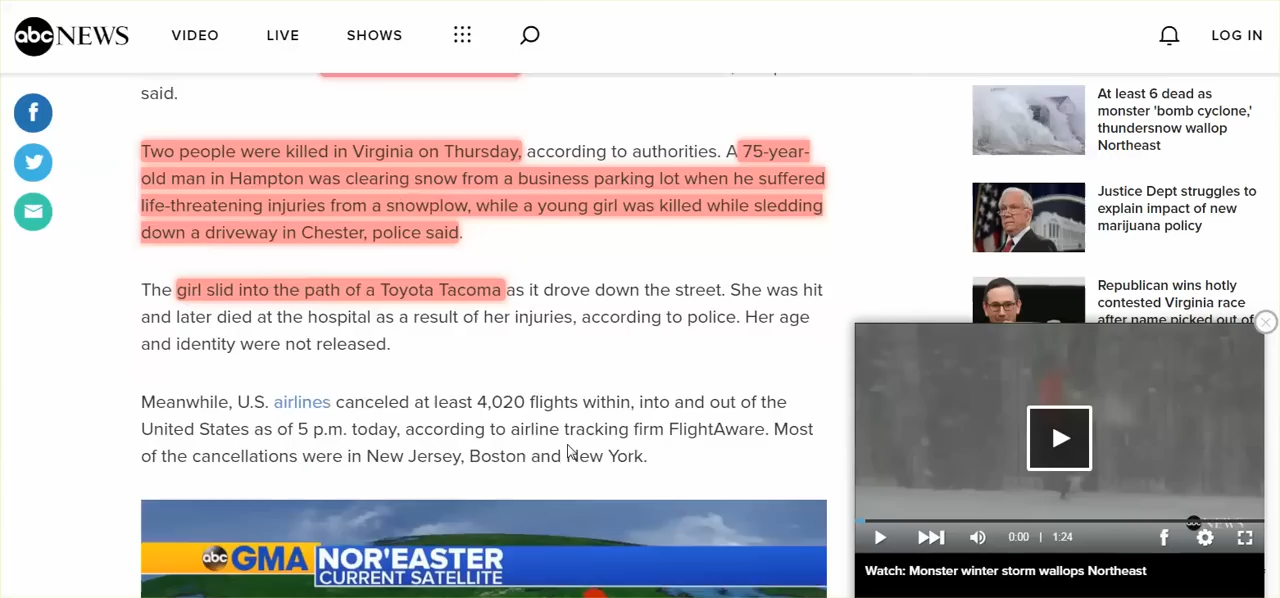 abc NEWS VIDEO LIVE SHOWS LOG IN
said.
Two people were killed in Virginia on Thursday, according to authorities. A 75-year-
old man in Hampton was clearing snow from a business parking lot when he suffered
life-threatening injuries from a snowplow, while a young girl was killed while sledding
down a driveway in Chester, police said.
The girl slid into the path of a Toyota Tacoma as it drove down the street. She was hit
and later died at the hospital as a result of her injuries, according to police. Her age
and identity were not released.
Meanwhile, U.S. airlines canceled at least 4,020 flights within, into and out of the
United States as of 5 p.m. today, according to airline tracking firm FlightAware. Most
of the cancellations were in New Jersey, Boston and New York.
abc GMA NOR'EASTER
CURRENT SATELLITE
At least 6 dead as
monster 'bomb cyclone,'
thundersnow wallop
Northeast
Justice Dept struggles to
explain impact of new
marijuana policy
Republican wins hotly
contested Virginia race
after name picked out of
abc NEWS
0:00 | 1:24
Watch: Monster winter storm wallops Northeast